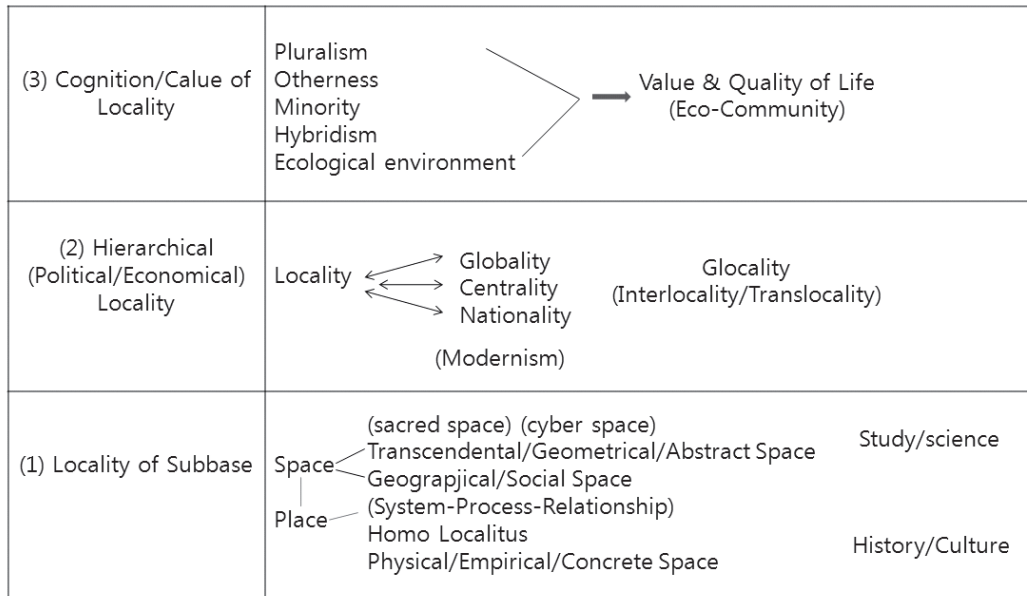 (3) Cognition/Calue of
Locality
Pluralism
Otherness
Minority
Hybridism
Ecological environment
Value & Quality of Life
(Eco-Community)
(2) Hierarchical
(Political/Economical)
Locality
Locality
Globality
Centrality
Nationality
(Modernism)
Glocality
(Interlocality/Translocality)
(1) Locality of Subbase
Space
Place
(sacred space) (cyber space)
Transcendental/Geometrical/Abstract Space
Geograpjical/Social Space
(System-Process-Relationship)
Homo Localitus
Physical/Empirical/Concrete Space
Study/science
History/Culture